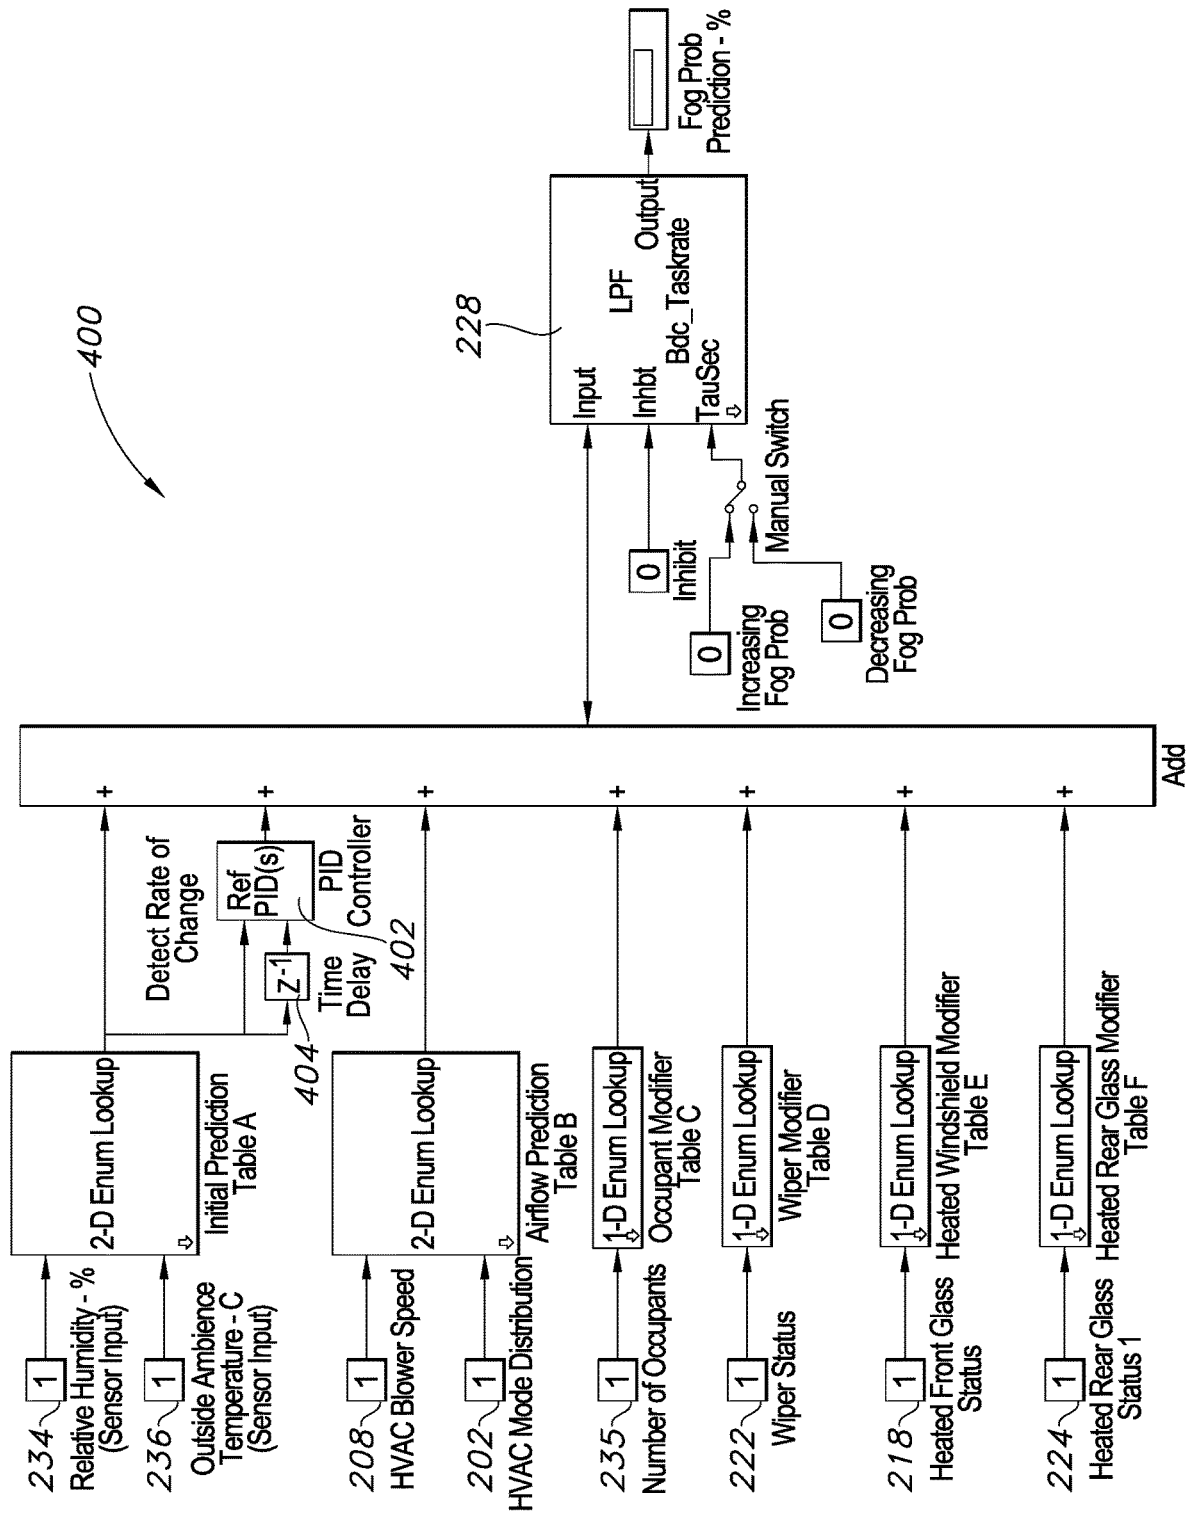 400
234
1
Relative Humidity - %
(Sensor Input)
236
1
Outside Ambience
Temperature - C
(Sensor Input)
2-D Enum Lookup
Initial Prediction
Table A
Detect Rate of
Change
404
z-1
Time
Delay
Ref
PID(s)
PID
Controller
402
208
1
HVAC Blower Speed
202
1
HVAC Mode Distribution
2-D Enum Lookup
Airflow Prediction
Table B
235
1
Number of Occupants
1-D Enum Lookup
Occupant Modifier
Table C
222
1
Wiper Status
1-D Enum Lookup
Wiper Modifier
Table D
218
1
Heated Front Glass
Status
1-D Enum Lookup
Heated Windshield Modifier
Table E
224
1
Heated Rear Glass
Status 1
1-D Enum Lookup
Heated Rear Glass Modifier
Table F
+
+
+
+
+
+
+
Add
0
Inhibit
0
Increasing
Fog Prob
0
Decreasing
Fog Prob
Manual Switch
228
Input
Inhbt
TauSec
LPF
Bdc_Taskrate
Output
Fog Prob
Prediction - %